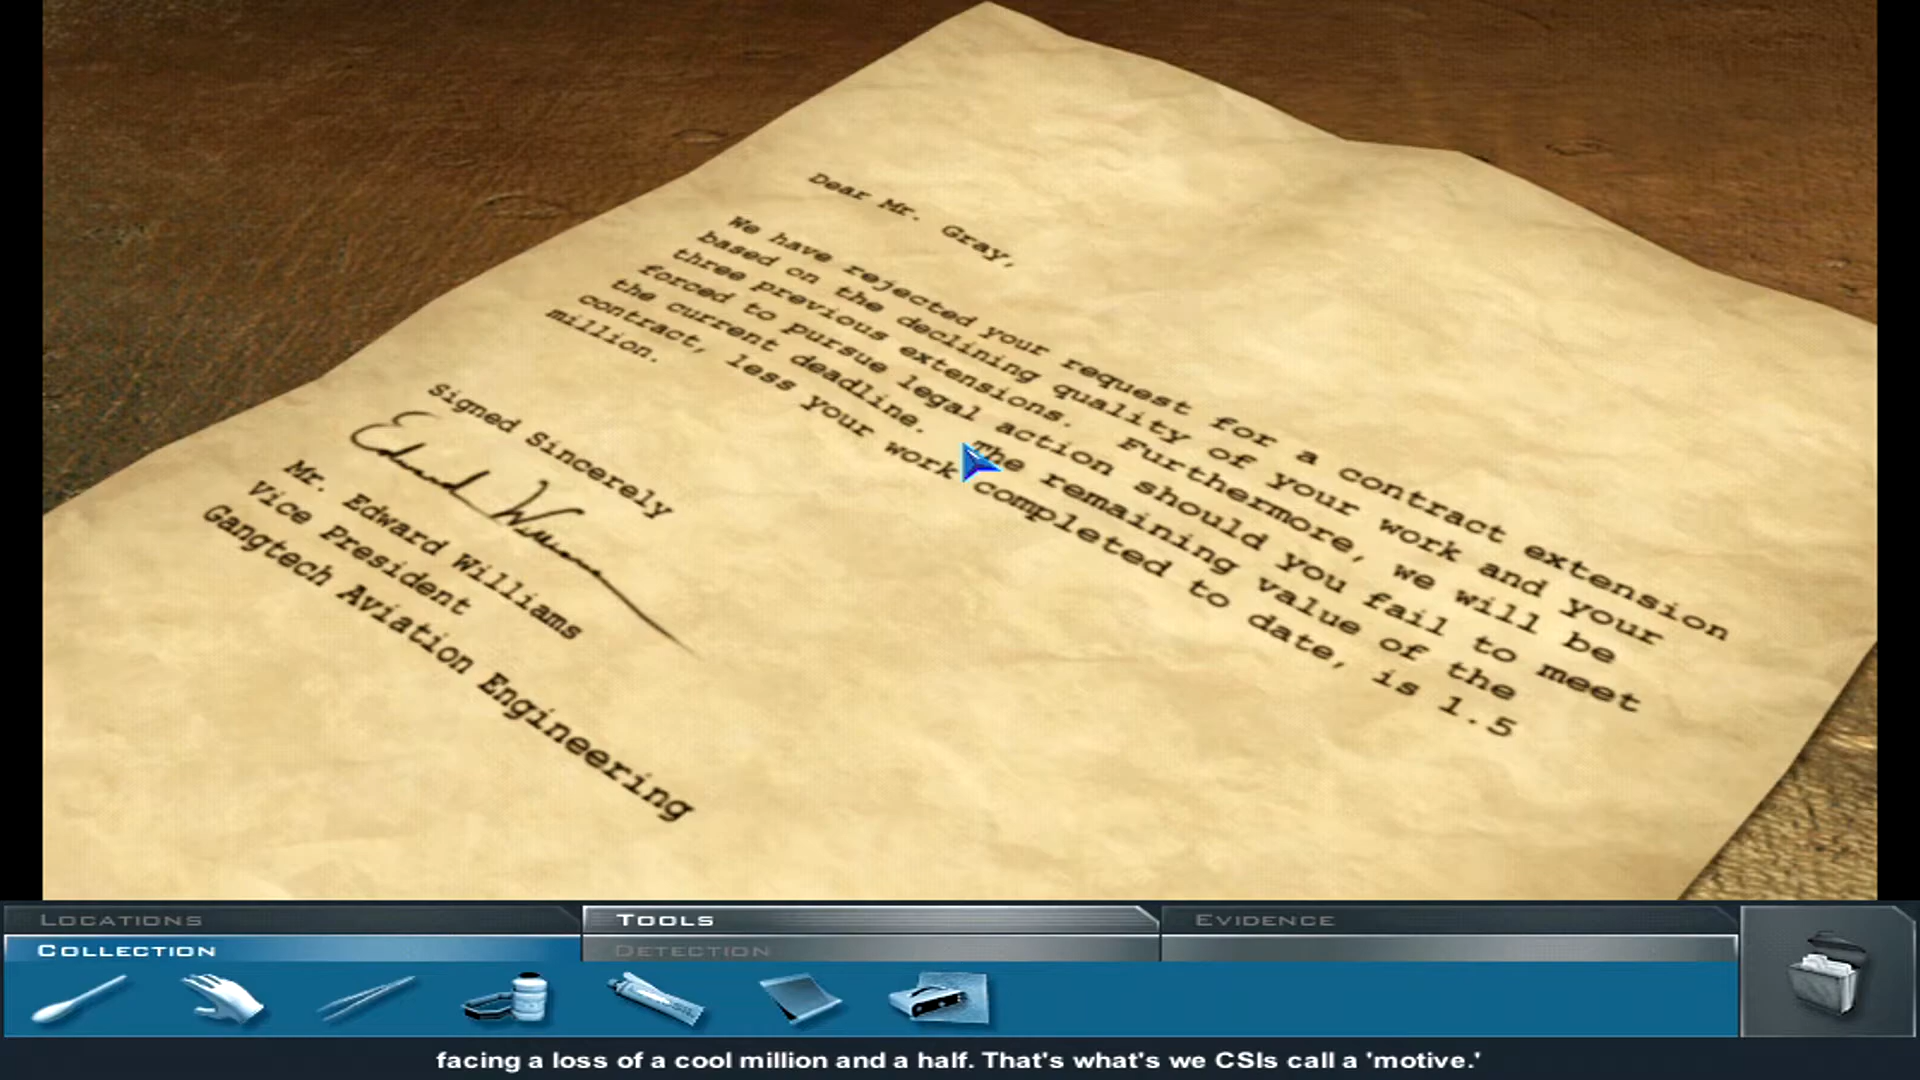 Dear Mr. Gray,
We have rejected your request for a contract extension
based on the declining quality of your work and your
three previous extensions. Furthermore, we will be
forced to pursue legal action should you fail to meet
the current deadline. The remaining value of the
contract, less your work completed to date, is 1.5
million.
Signed Sincerely
Edward Williams
Mr. Edward Williams
Vice President
Gangtech Aviation Engineering
LOCATIONS
TOOLS
EVIDENCE
COLLECTION
DETECTION
facing a loss of a cool million and a half. That's what's we CSIs call a 'motive.'